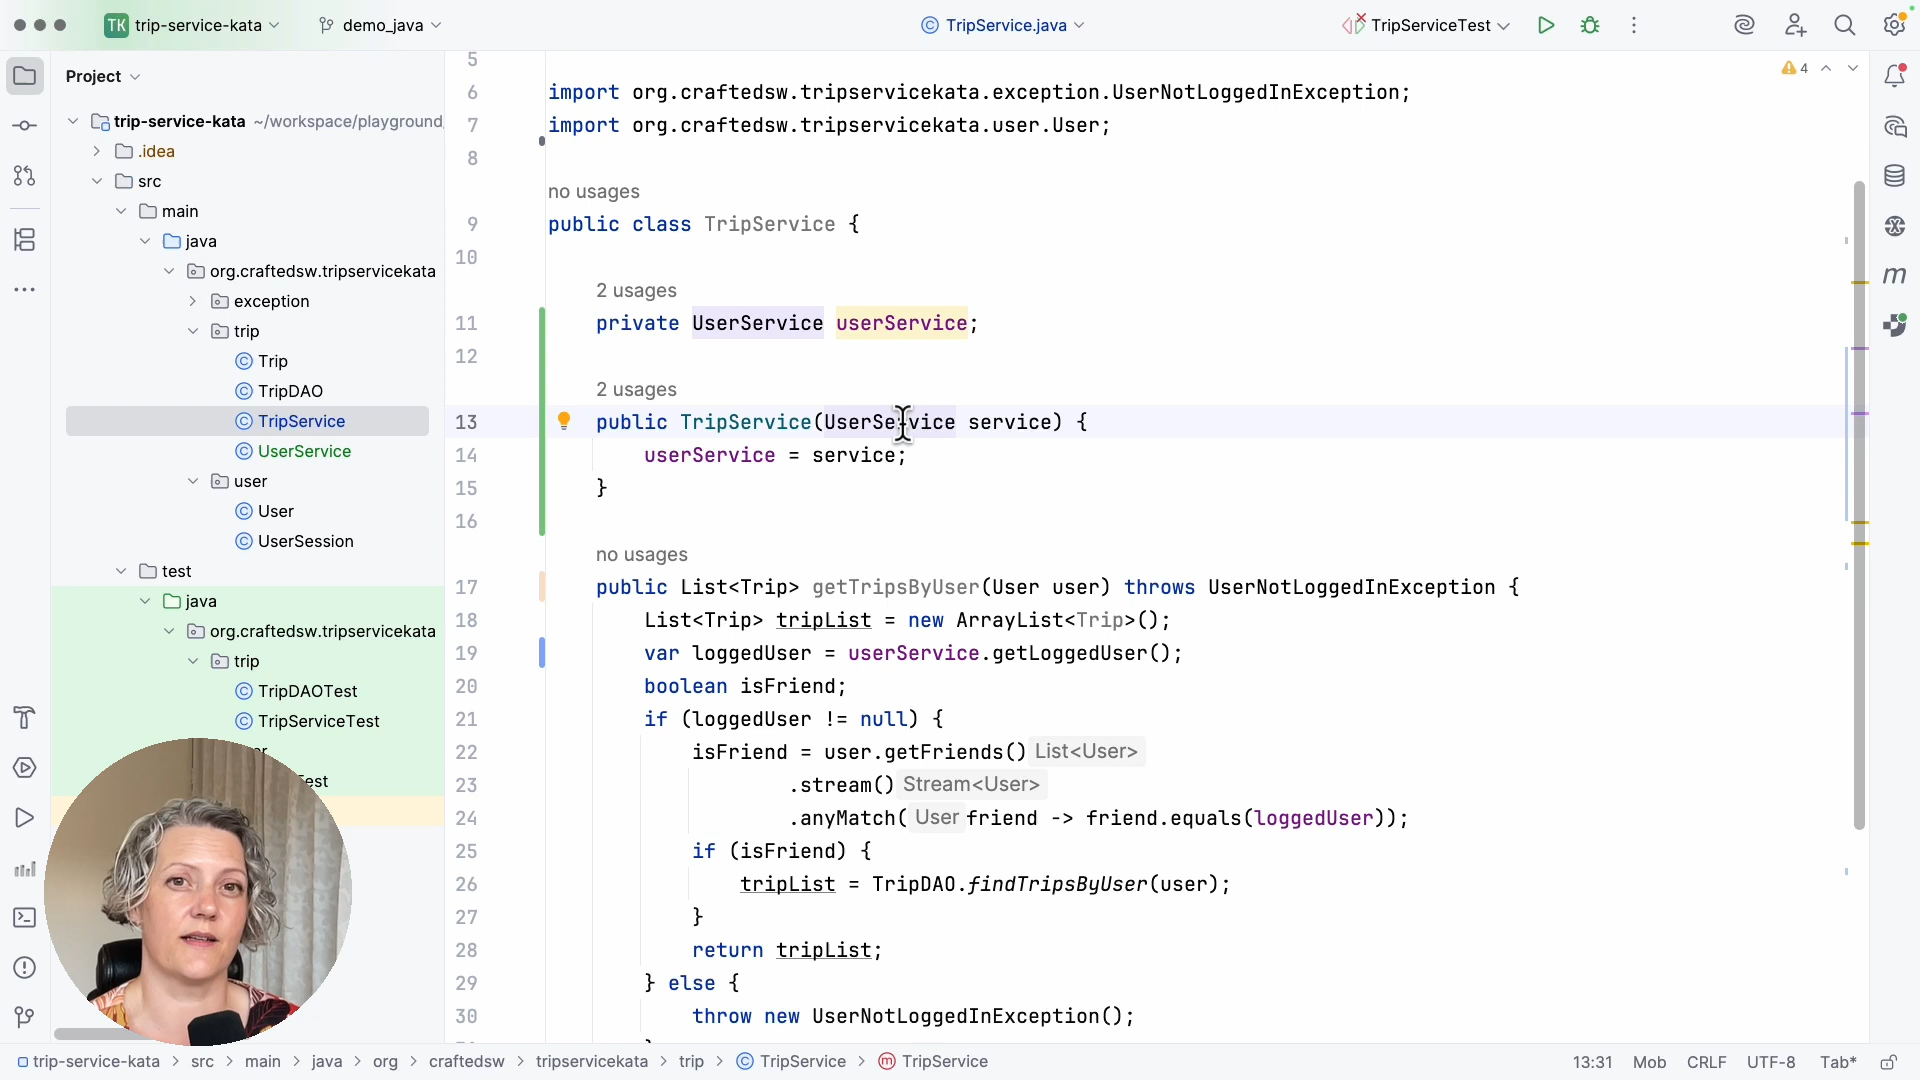 TK trip-service-kata
demo_java
TripService.java
TripServiceTest
Project
trip-service-kata ~/workspace/playground
.idea
src
main
java
org.craftedsw.tripservicekata
exception
trip
Trip
TripDAO
TripService
UserService
user
User
UserSession
test
java
org.craftedsw.tripservicekata
trip
TripDAOTest
TripServiceTest
4
5
6 import org.craftedsw.tripservicekata.exception.UserNotLoggedInException;
7 import org.craftedsw.tripservicekata.user.User;
8
no usages
9 public class TripService {
10
2 usages
11 private UserService userService;
12
2 usages
13 public TripService(UserService service) {
14 userService = service;
15 }
16
no usages
17 public List<Trip> getTripsByUser(User user) throws UserNotLoggedInException {
18 List<Trip> tripList = new ArrayList<Trip>();
19 var loggedUser = userService.getLoggedUser();
20 boolean isFriend;
21 if (loggedUser != null) {
22 isFriend = user.getFriends() List<User>
23 .stream() Stream<User>
24 .anyMatch( User friend -> friend.equals(loggedUser));
25 if (isFriend) {
26 tripList = TripDAO.findTripsByUser(user);
27 }
28 return tripList;
29 } else {
30 throw new UserNotLoggedInException();
m
trip-service-kata > src > main > java > org > craftedsw > tripservicekata > trip > TripService > TripService
13:31 Mob CRLF UTF-8 Tab*